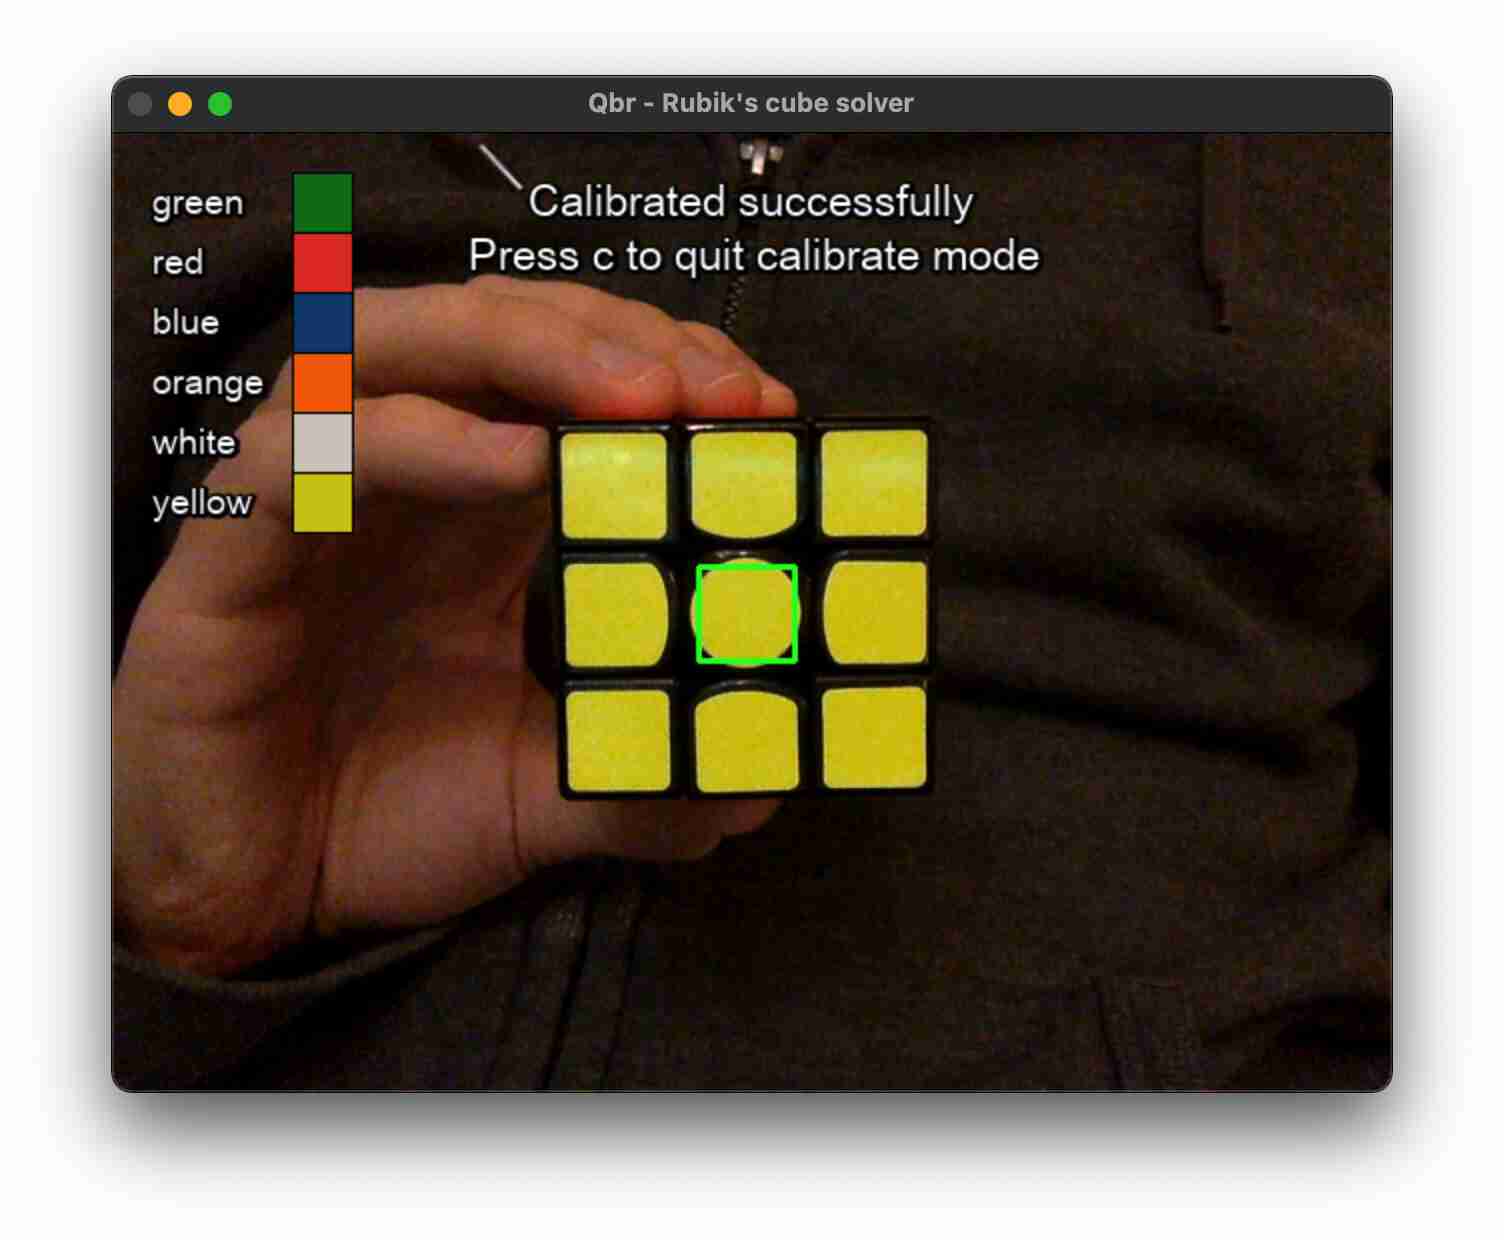 Qbr - Rubik's cube solver
Calibrated successfully
Press c to quit calibrate mode
green
red
blue
orange
white
yellow